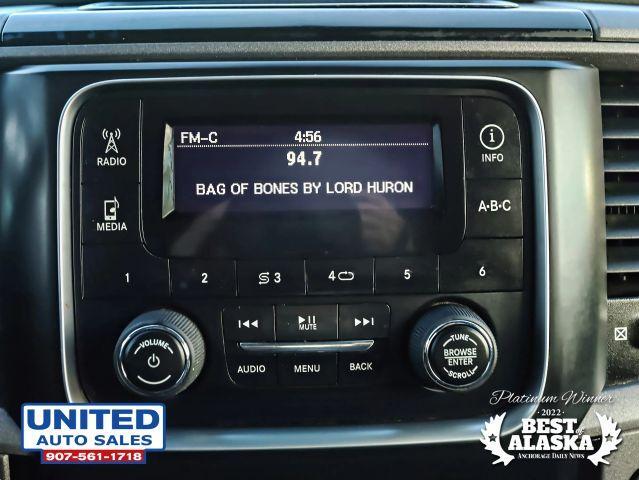 FM-C 4:56
94.7
BAG OF BONES BY LORD HURON
RADIO
MEDIA
INFO
A·B·C
1 2 3 4 5 6
VOLUME
MUTE
AUDIO MENU BACK
TUNE
BROWSE
ENTER
SCROLL
UNITED
AUTO SALES
907-561-1718
Platinum Winner
·2022·
BEST of
ALASKA
ANCHORAGE DAILY NEWS